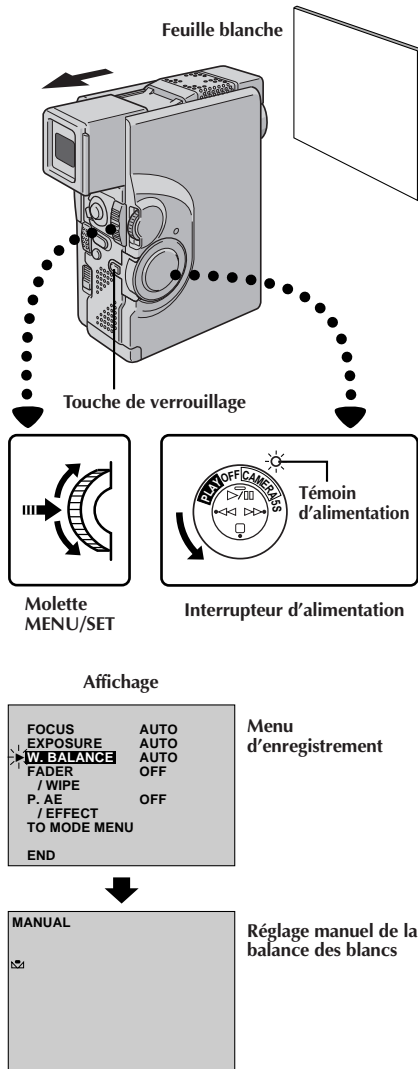 Feuille blanche
Touche de verrouillage
PLAY OFF CAMERA 5S
Témoin
d'alimentation
Molette
MENU/SET
Interrupteur d'alimentation
Affichage
FOCUS AUTO
EXPOSURE AUTO
W. BALANCE AUTO
FADER OFF
/ WIPE
P. AE OFF
/ EFFECT
TO MODE MENU
END
Menu
d'enregistrement
MANUAL
Réglage manuel de la
balance des blancs